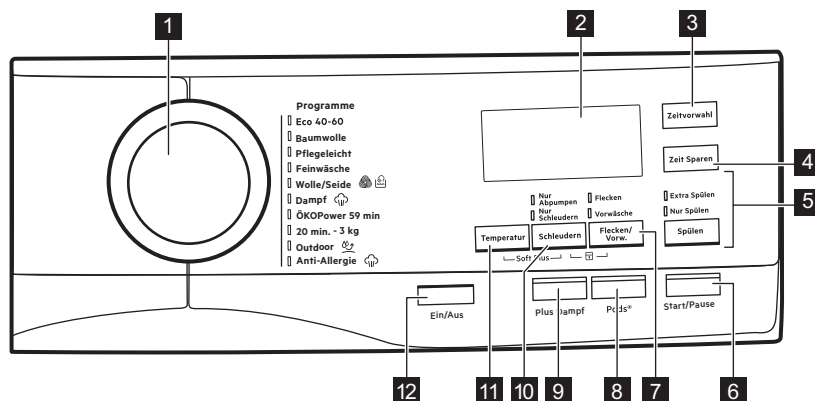 1
2
3
Programme
Eco 40-60
Baumwolle
Pflegeleicht
Feinwäsche
Wolle/Seide
Dampf
ÖKOPower 59 min
20 min. - 3 kg
Outdoor
Anti-Allergie
Zeitvorwahl
Zeit Sparen
4
5
Nur
Abpumpen
Flecken
Nur
Schleudern
Vorwäsche
Extra Spülen
Nur Spülen
Temperatur
Schleudern
Flecken/
Vorw.
Spülen
Soft Plus
Ein/Aus
Plus Dampf
Pods®
Start/Pause
12
11
10
9
8
7
6